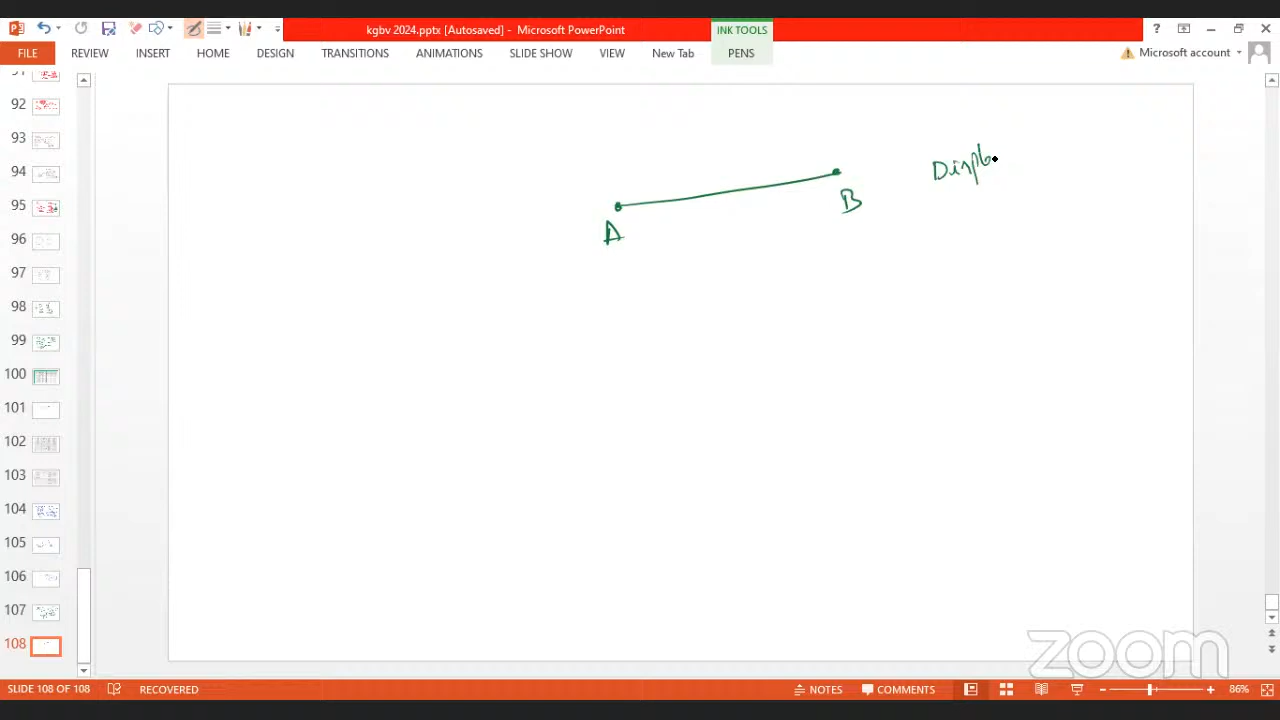 kgbv 2024.pptx [Autosaved] - Microsoft PowerPoint
INK TOOLS
?
FILE REVIEW INSERT HOME DESIGN TRANSITIONS ANIMATIONS SLIDE SHOW VIEW New Tab PENS Microsoft account
92
93
94
95
96
97
98
99
100
101
102
103
104
105
106
107
108
A
B
Displ
zoom
SLIDE 108 OF 108 RECOVERED NOTES COMMENTS 86%